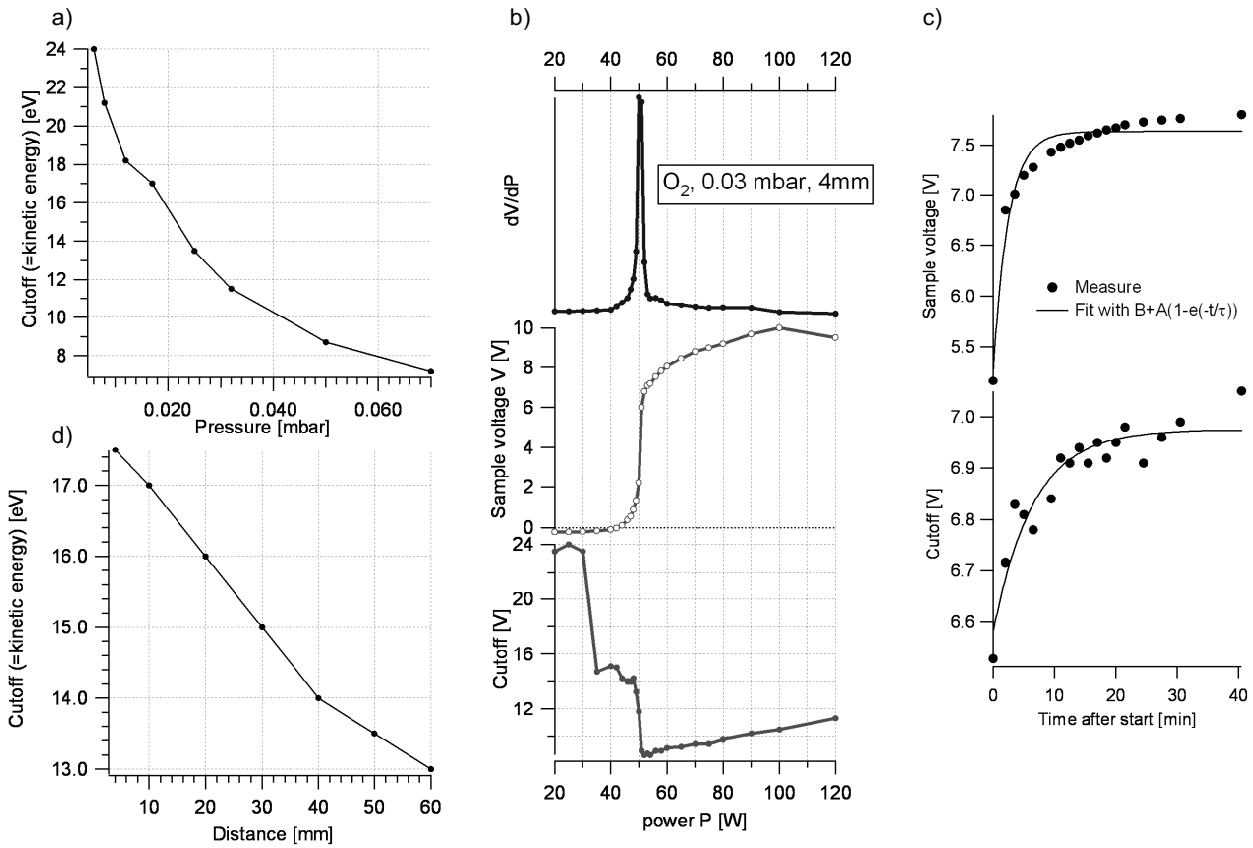 a)
24
22
20
18
16
14
12
10
8
Cutoff (=kinetic energy) [eV]
0.020 0.040 0.060
Pressure [mbar]
b)
20 40 60 80 100 120
dV/dP
O2, 0.03 mbar, 4mm
10
8
6
4
2
0
Sample voltage V [V]
24
20
16
12
Cutoff [V]
20 40 60 80 100 120
power P [W]
c)
7.5
7.0
6.5
6.0
5.5
Sample voltage [V]
Measure
Fit with B+A(1-e(-t/τ))
7.0
6.9
6.8
6.7
6.6
Cutoff [V]
0 10 20 30 40
Time after start [min]
d)
17.0
16.0
15.0
14.0
13.0
Cutoff (=kinetic energy) [eV]
10 20 30 40 50 60
Distance [mm]